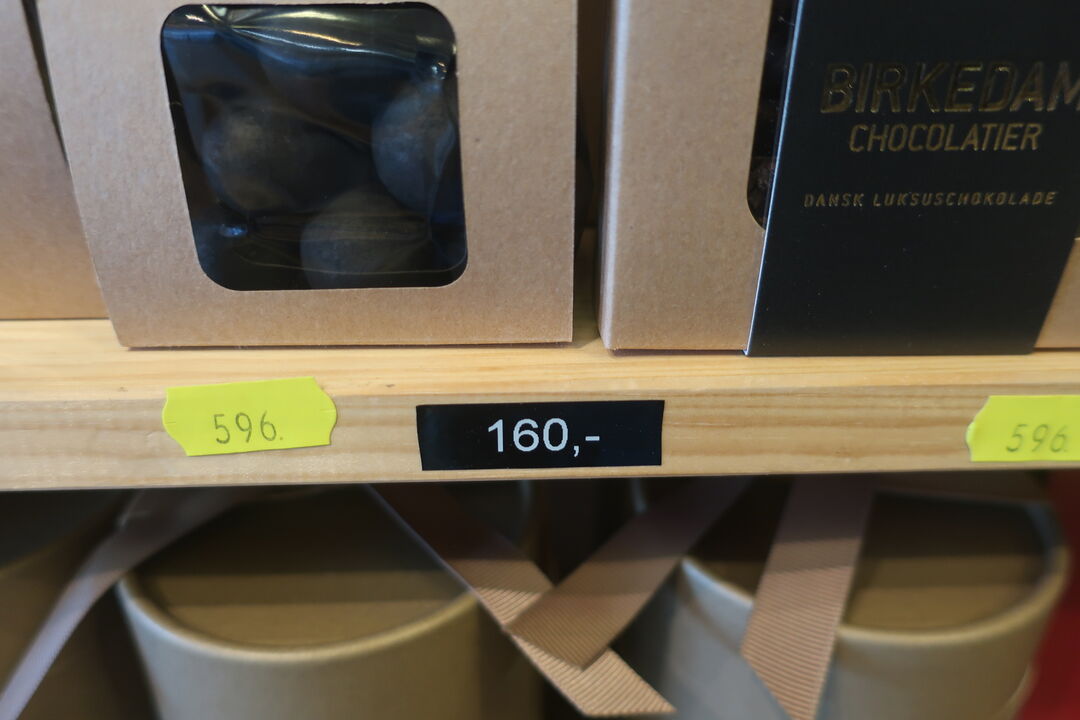 BIRKEDAM
CHOCOLATIER
DANSK LUKSUSCHOKOLADE
596.
160,-
596